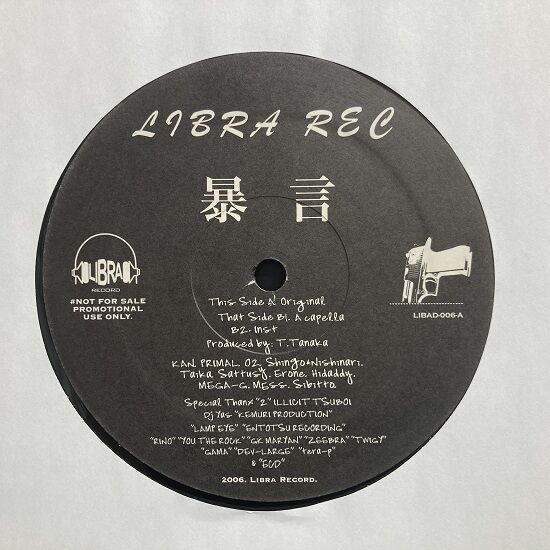 LIBRA REC
暴言
LIBRA
RECORD
#NOT FOR SALE
PROMOTIONAL
USE ONLY.
LIBAD-006-A
This Side A: Original
That Side B1. Acapella
B2. Inst
Produced by: T.Tanaka
KAN. PRIMAL. O2. Shingo★Nishinari.
Taika Sattusy. Erone. Hidaddy.
MEGA-G. MESS. Sibitto.
Special Thanx "2" ILLICIT TSUBOI
Dj Yas "KEMURI PRODUCTION"
"LAMP EYE" "ENTOTSU RECORDING"
"RINO" "YOU THE ROCK" "GK MARYAN" "ZEEBRA" "TWIGY"
"GAMA" "DEV-LARGE" "tera-p"
& "ECD"
2006. LIBRA RECORD.